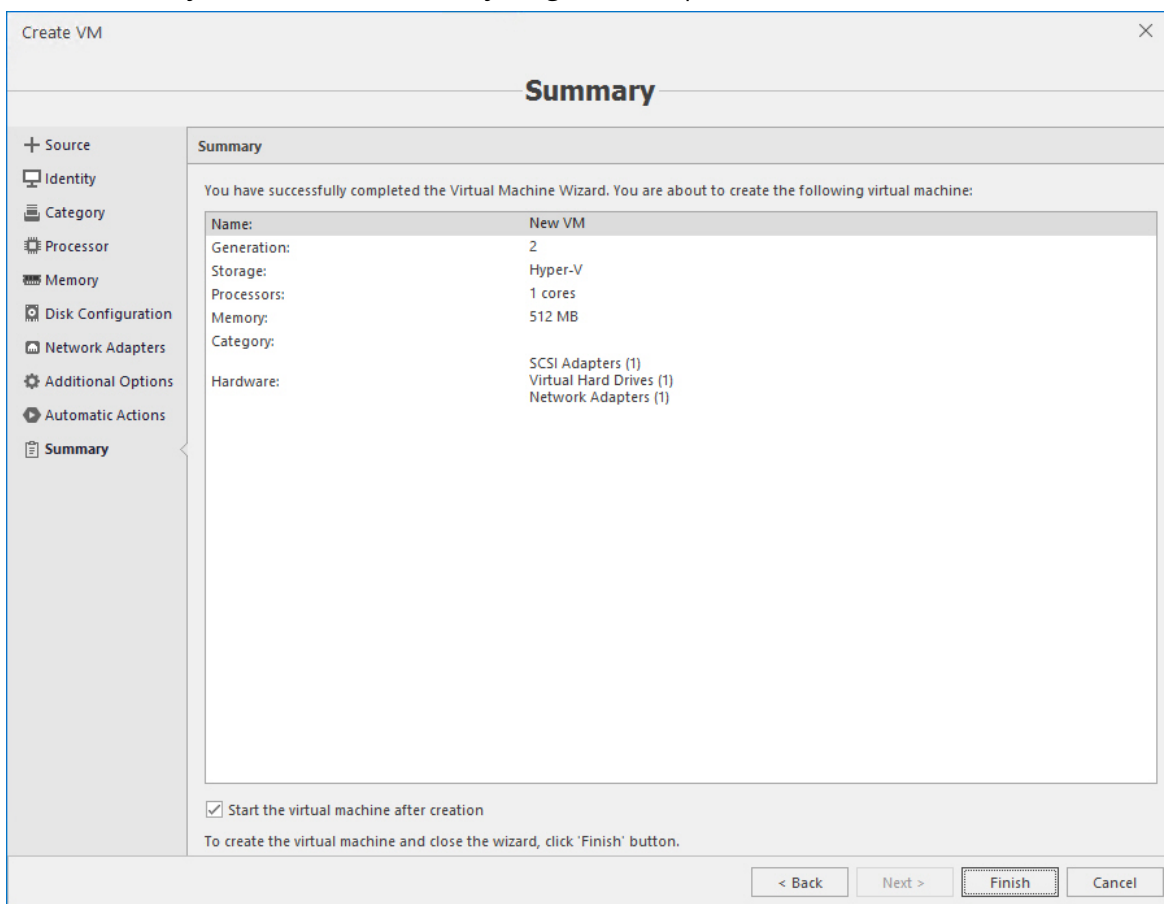 Create VM
Summary
Source
Identity
Category
Processor
Memory
Disk Configuration
Network Adapters
Additional Options
Automatic Actions
Summary
Summary
You have successfully completed the Virtual Machine Wizard. You are about to create the following virtual machine:
Name: New VM
Generation: 2
Storage: Hyper-V
Processors: 1 cores
Memory: 512 MB
Category:
Hardware: SCSI Adapters (1)
Virtual Hard Drives (1)
Network Adapters (1)
Start the virtual machine after creation
To create the virtual machine and close the wizard, click 'Finish' button.
< Back Next > Finish Cancel